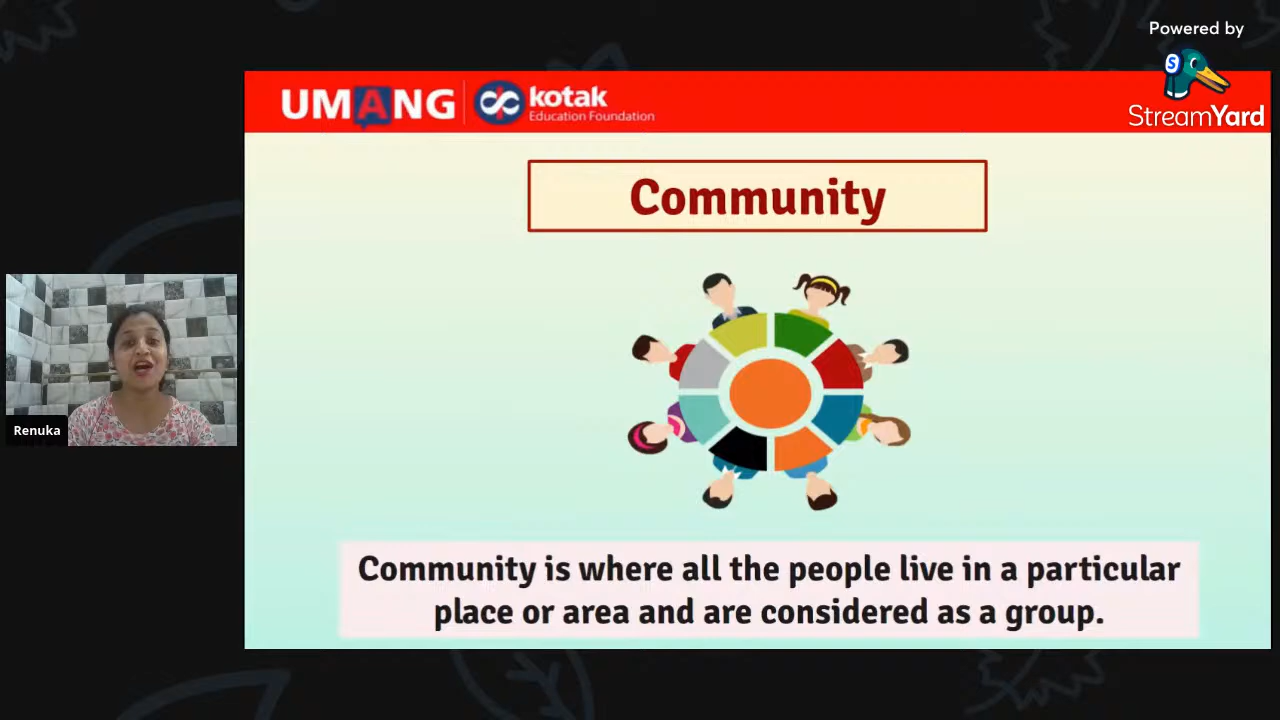 Powered by
StreamYard
UMANG
kotak
Education Foundation
Community
Renuka
Community is where all the people live in a particular
place or area and are considered as a group.